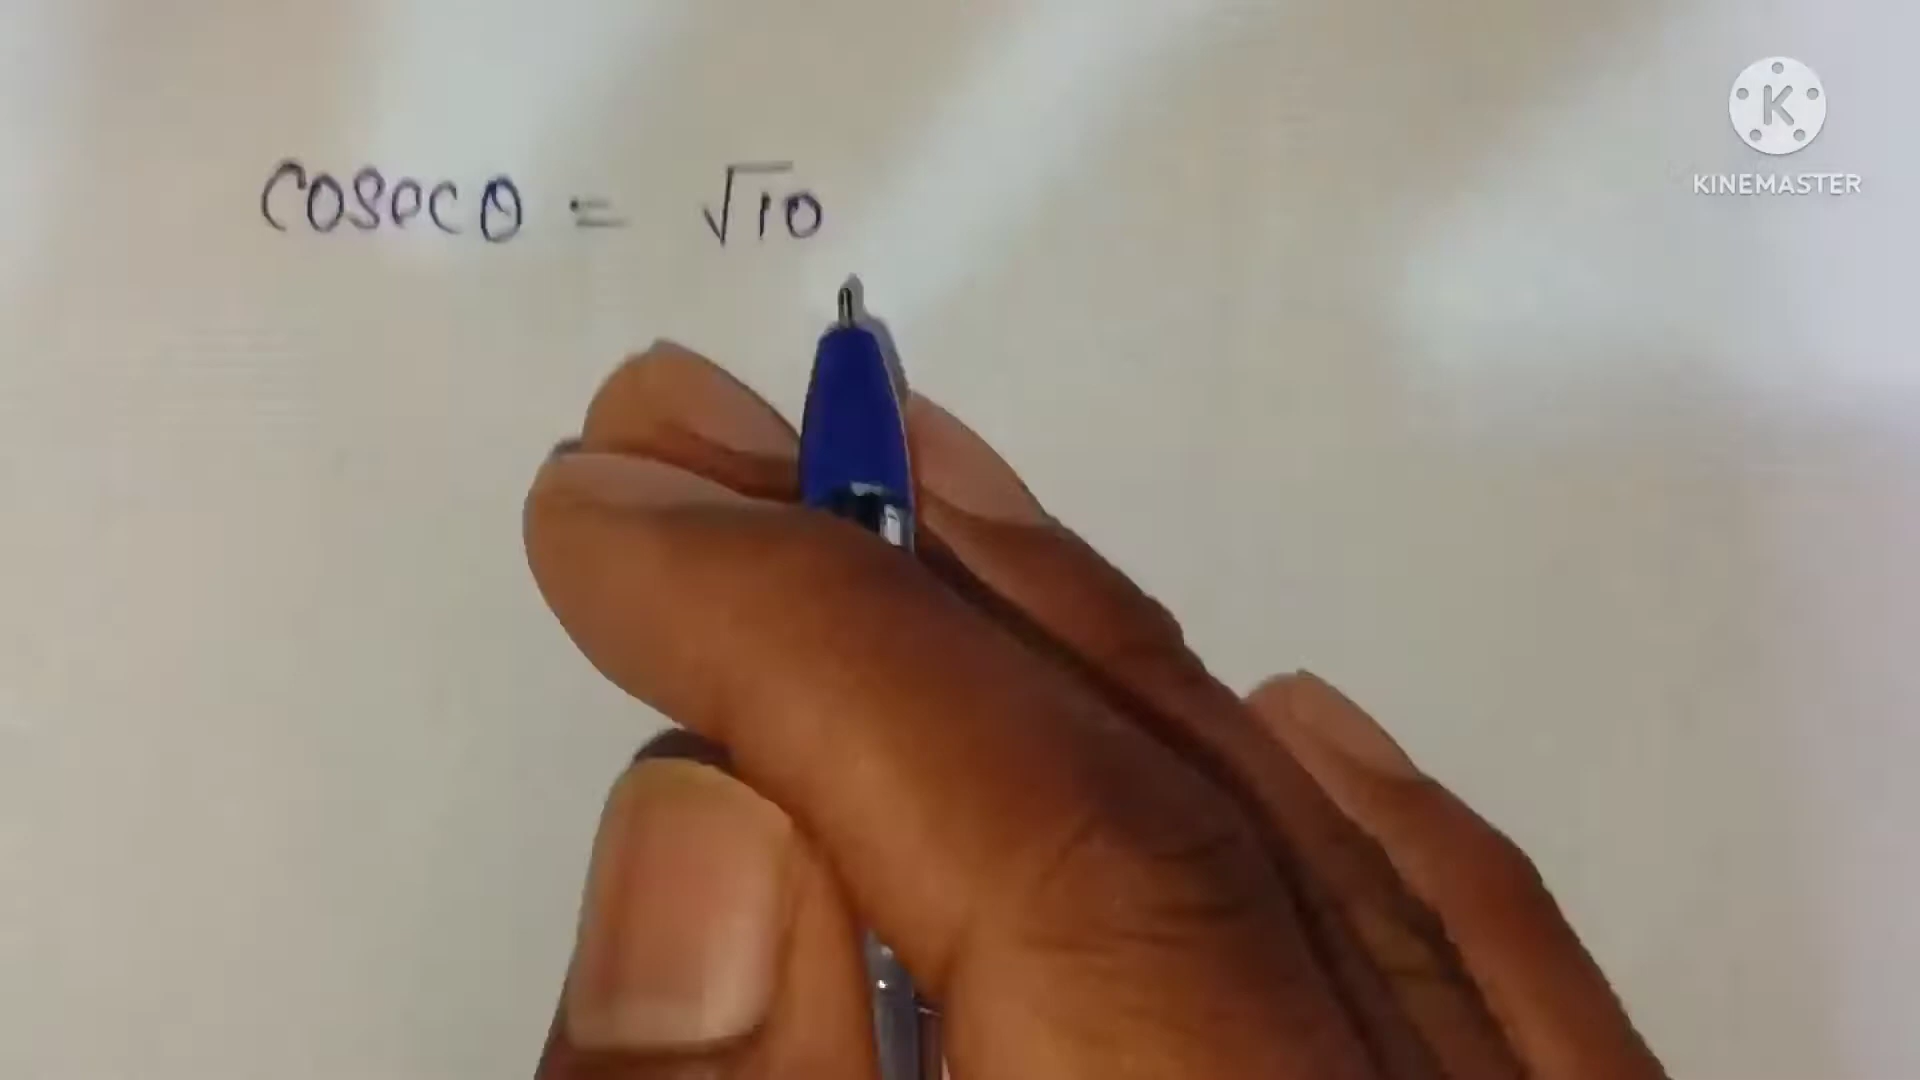 cosecθ = √10
K
KINEMASTER